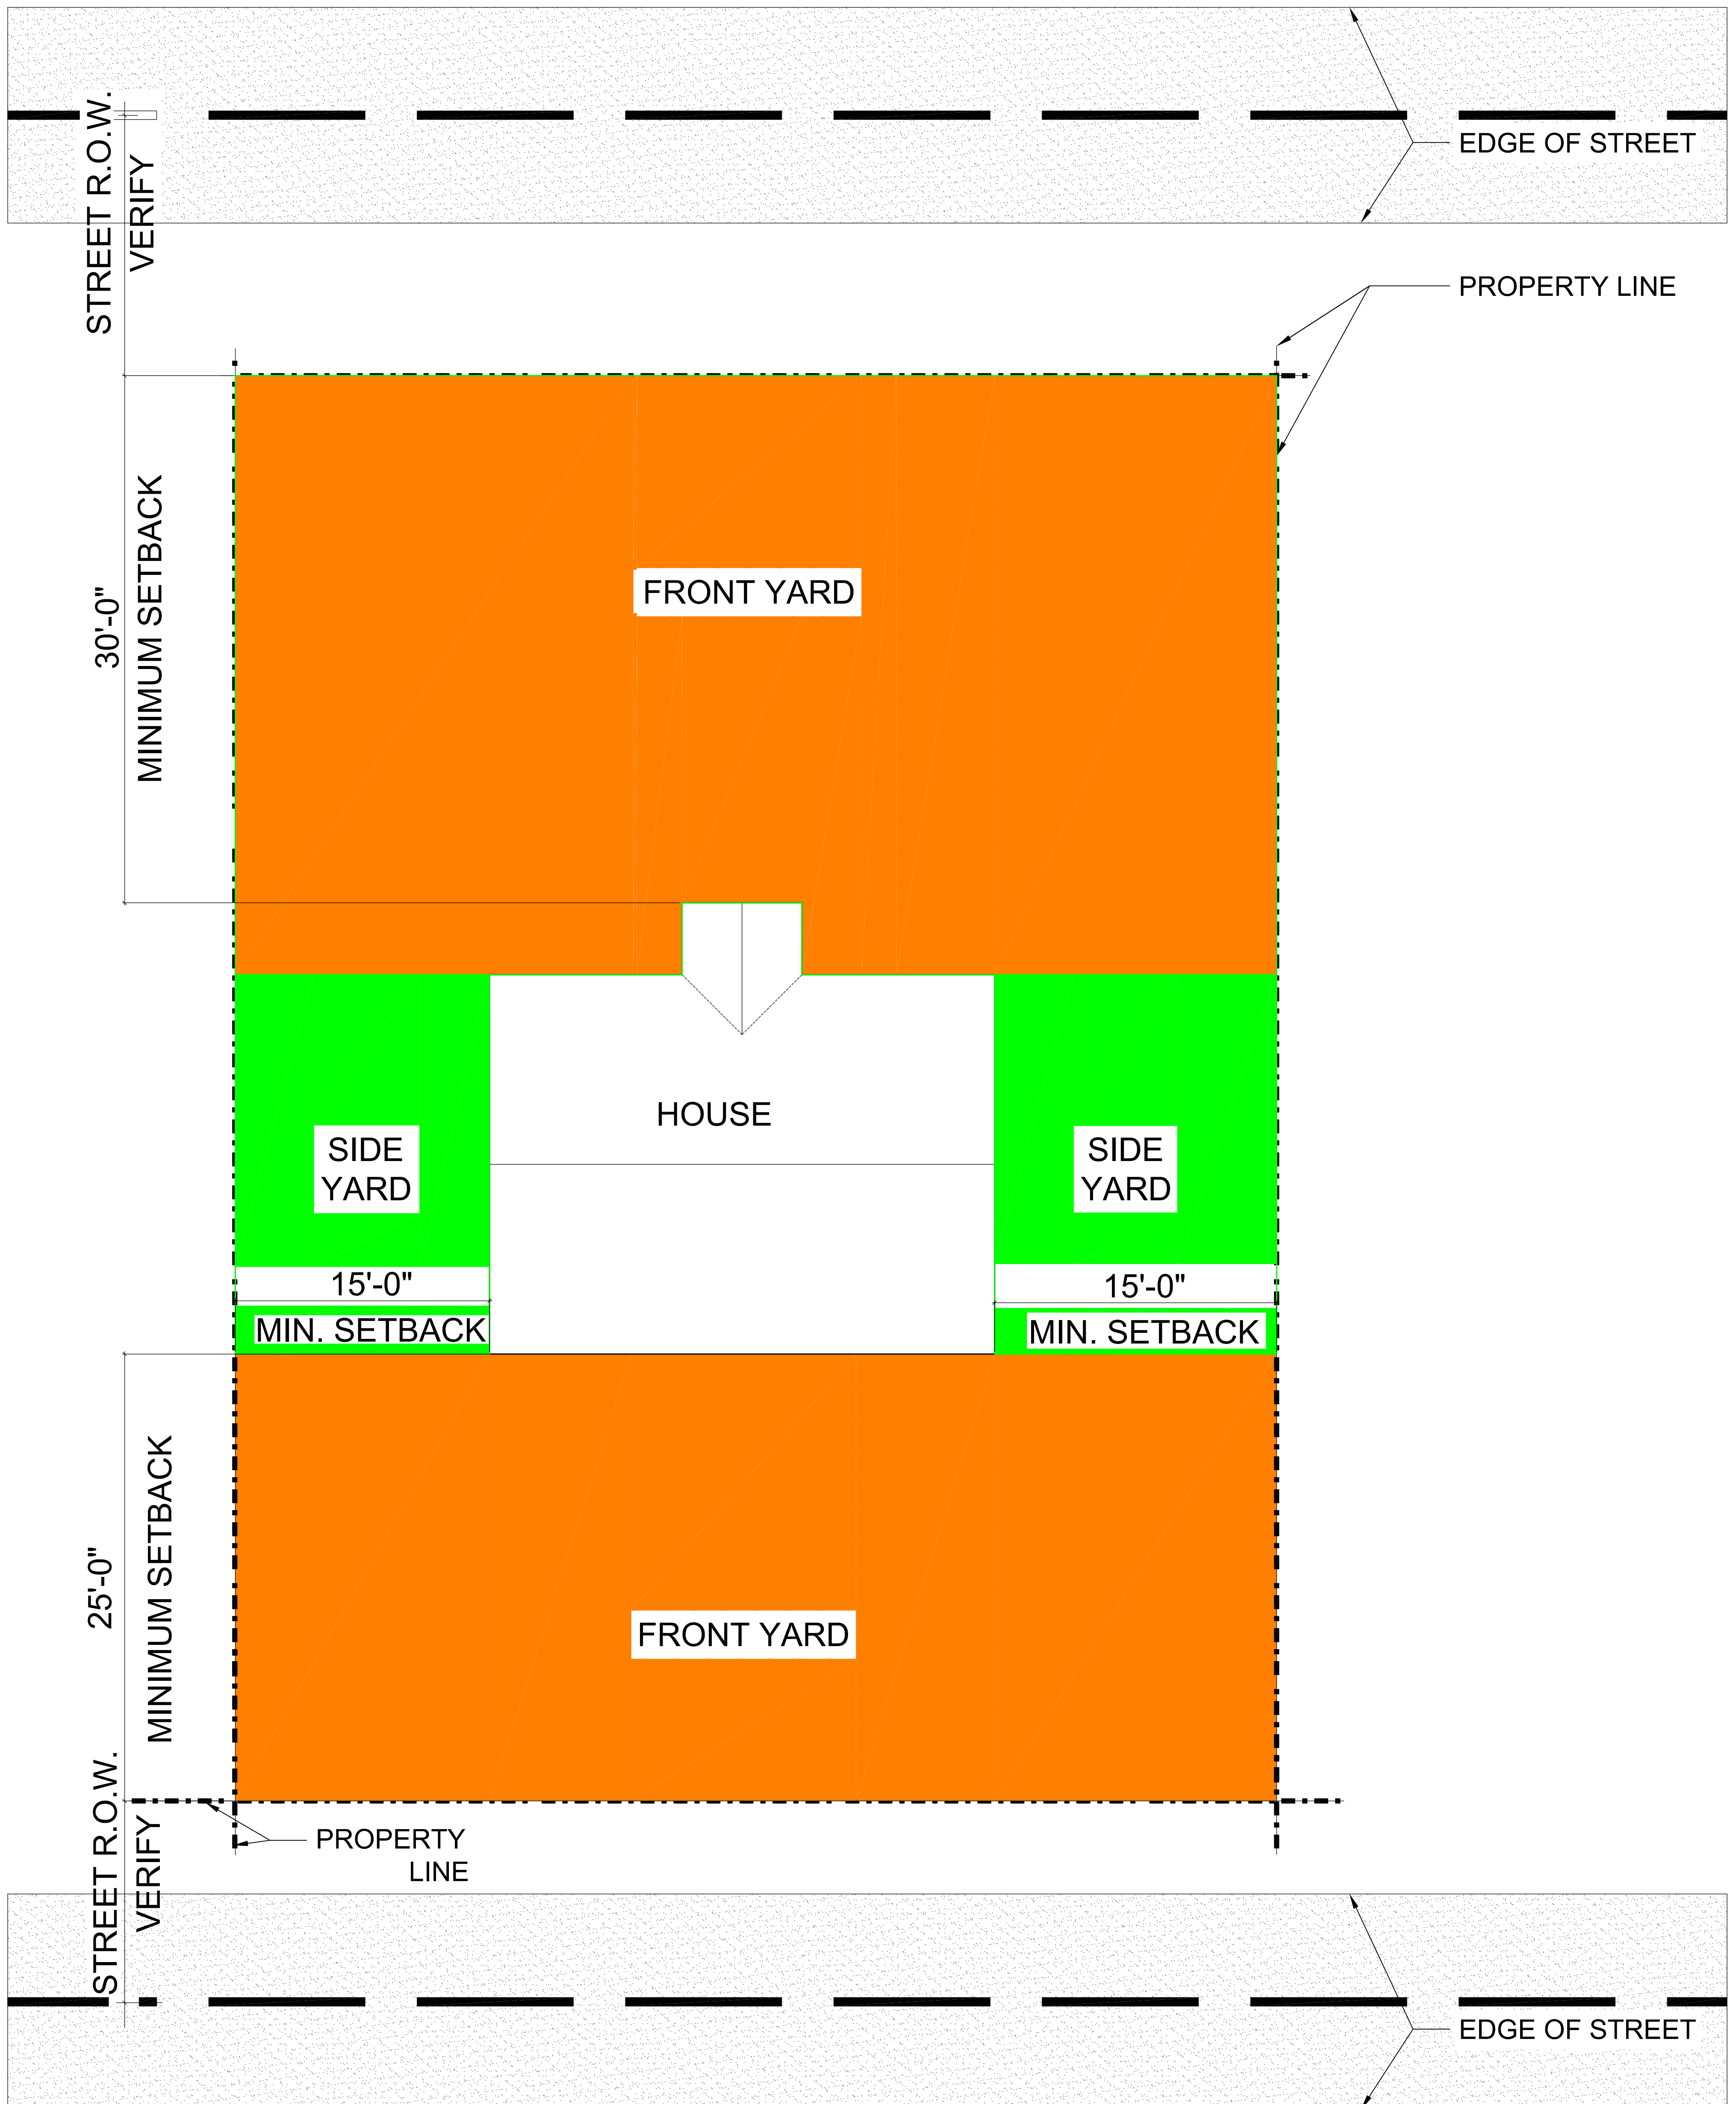 STREET R.O.W.
VERIFY
EDGE OF STREET
PROPERTY LINE
30'-0"
MINIMUM SETBACK
FRONT YARD
HOUSE
SIDE
YARD
SIDE
YARD
15'-0"
MIN. SETBACK
15'-0"
MIN. SETBACK
25'-0"
MINIMUM SETBACK
FRONT YARD
STREET R.O.W.
VERIFY
PROPERTY
LINE
EDGE OF STREET